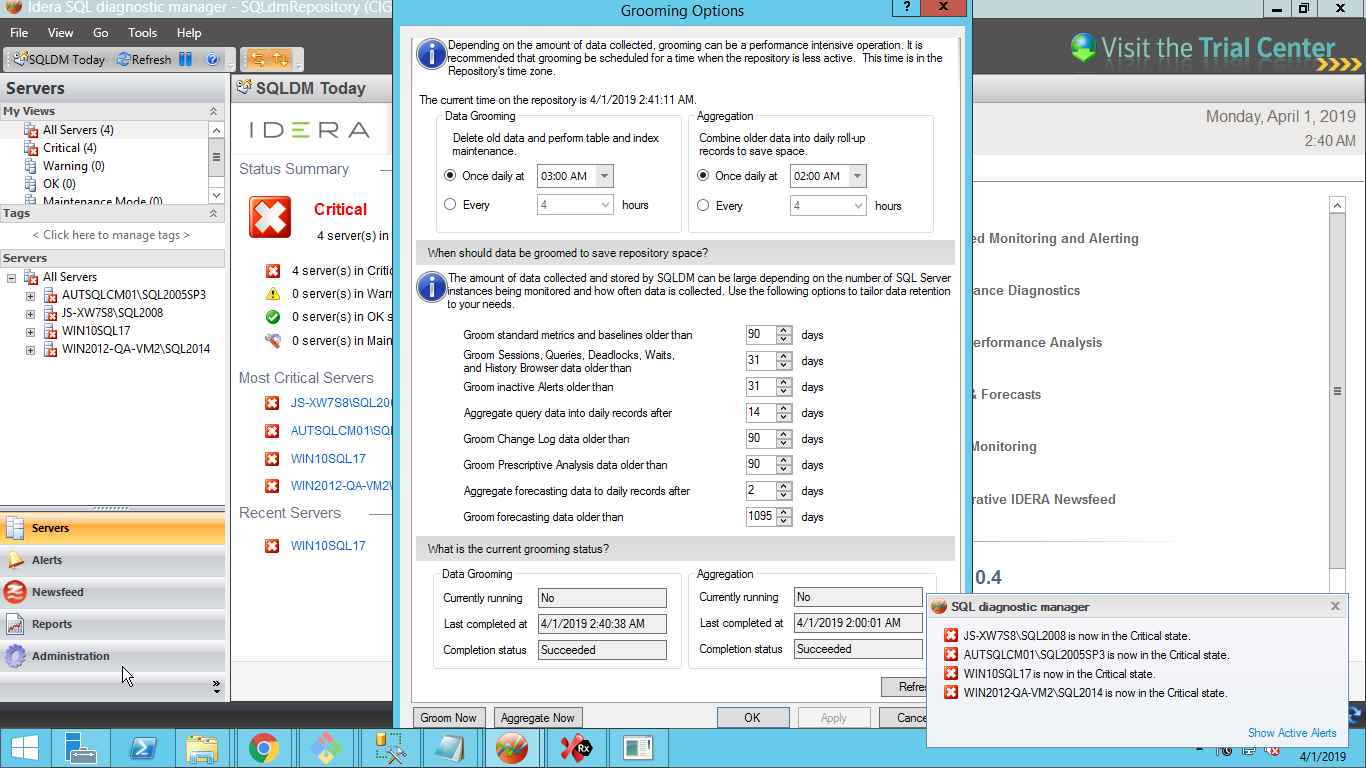 Idera SQL diagnostic manager - SQLdmRepository (CIG
File View Go Tools Help
SQLDM Today Refresh
Servers
My Views
All Servers (4)
Critical (4)
Warning (0)
OK (0)
Maintenance Mode (0)
Tags
< Click here to manage tags >
Servers
All Servers
AUTSQLCM01\SQL2005SP3
JS-XW7S8\SQL2008
WIN10SQL17
WIN2012-QA-VM2\SQL2014
Servers
Alerts
Newsfeed
Reports
Administration
SQLDM Today
IDERA
Status Summary
Critical
4 server(s) in
4 server(s) in Critic
0 server(s) in Warn
0 server(s) in OK s
0 server(s) in Main
Most Critical Servers
JS-XW7S8\SQL200
AUTSQLCM01\SQL
WIN10SQL17
WIN2012-QA-VM2\
Recent Servers
WIN10SQL17
Grooming Options
?
Depending on the amount of data collected, grooming can be a performance intensive operation. It is
recommended that grooming be scheduled for a time when the repository is less active. This time is in the
Repository's time zone.
The current time on the repository is 4/1/2019 2:41:11 AM.
Data Grooming
Delete old data and perform table and index
maintenance.
Once daily at 03:00 AM
Every 4 hours
Aggregation
Combine older data into daily roll-up
records to save space.
Once daily at 02:00 AM
Every 4 hours
When should data be groomed to save repository space?
The amount of data collected and stored by SQLDM can be large depending on the number of SQL Server
instances being monitored and how often data is collected. Use the following options to tailor data retention
to your needs.
Groom standard metrics and baselines older than 90 days
Groom Sessions, Queries, Deadlocks, Waits,
and History Browser data older than 31 days
Groom inactive Alerts older than 31 days
Aggregate query data into daily records after 14 days
Groom Change Log data older than 90 days
Groom Prescriptive Analysis data older than 90 days
Aggregate forecasting data to daily records after 2 days
Groom forecasting data older than 1095 days
What is the current grooming status?
Data Grooming
Currently running No
Last completed at 4/1/2019 2:40:38 AM
Completion status Succeeded
Aggregation
Currently running No
Last completed at 4/1/2019 2:00:01 AM
Completion status Succeeded
Refre
Groom Now Aggregate Now OK Apply Cance
Visit the Trial Center
Monday, April 1, 2019
2:40 AM
ed Monitoring and Alerting
ance Diagnostics
erformance Analysis
& Forecasts
Monitoring
rative IDERA Newsfeed
0.4
SQL diagnostic manager
JS-XW7S8\SQL2008 is now in the Critical state.
AUTSQLCM01\SQL2005SP3 is now in the Critical state.
WIN10SQL17 is now in the Critical state.
WIN2012-QA-VM2\SQL2014 is now in the Critical state.
Show Active Alerts
Rx
4/1/2019